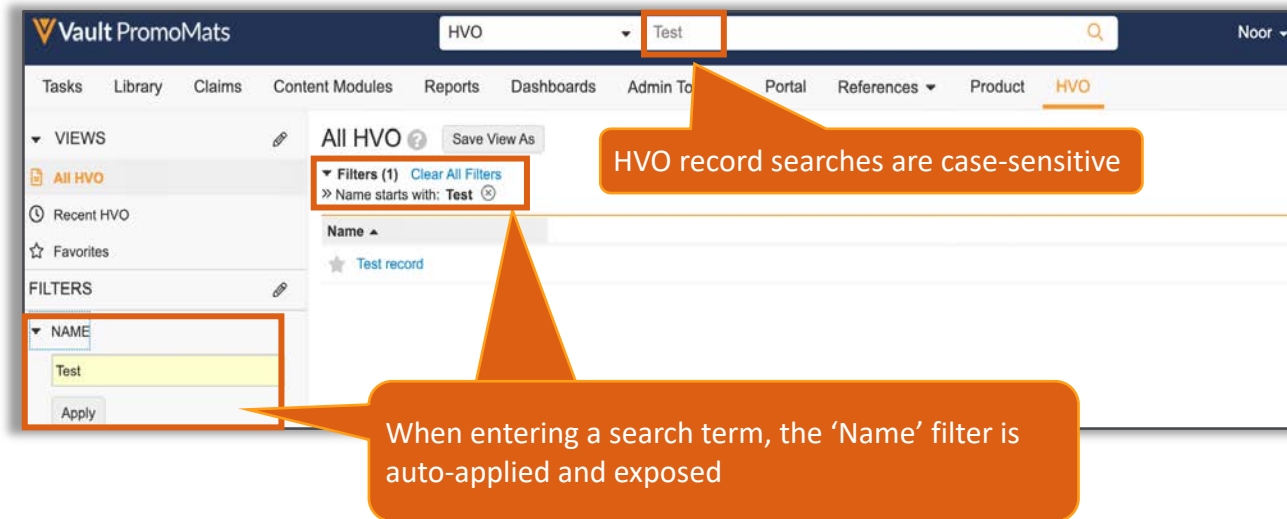 Vault PromoMats
HVO
Test
Noor
Tasks Library Claims Content Modules Reports Dashboards Admin To Portal References Product HVO
VIEWS
All HVO
Recent HVO
Favorites
FILTERS
NAME
Test
Apply
All HVO Save View As
Filters (1) Clear All Filters
» Name starts with: Test
Name
Test record
HVO record searches are case-sensitive
When entering a search term, the ‘Name’ filter is
auto-applied and exposed